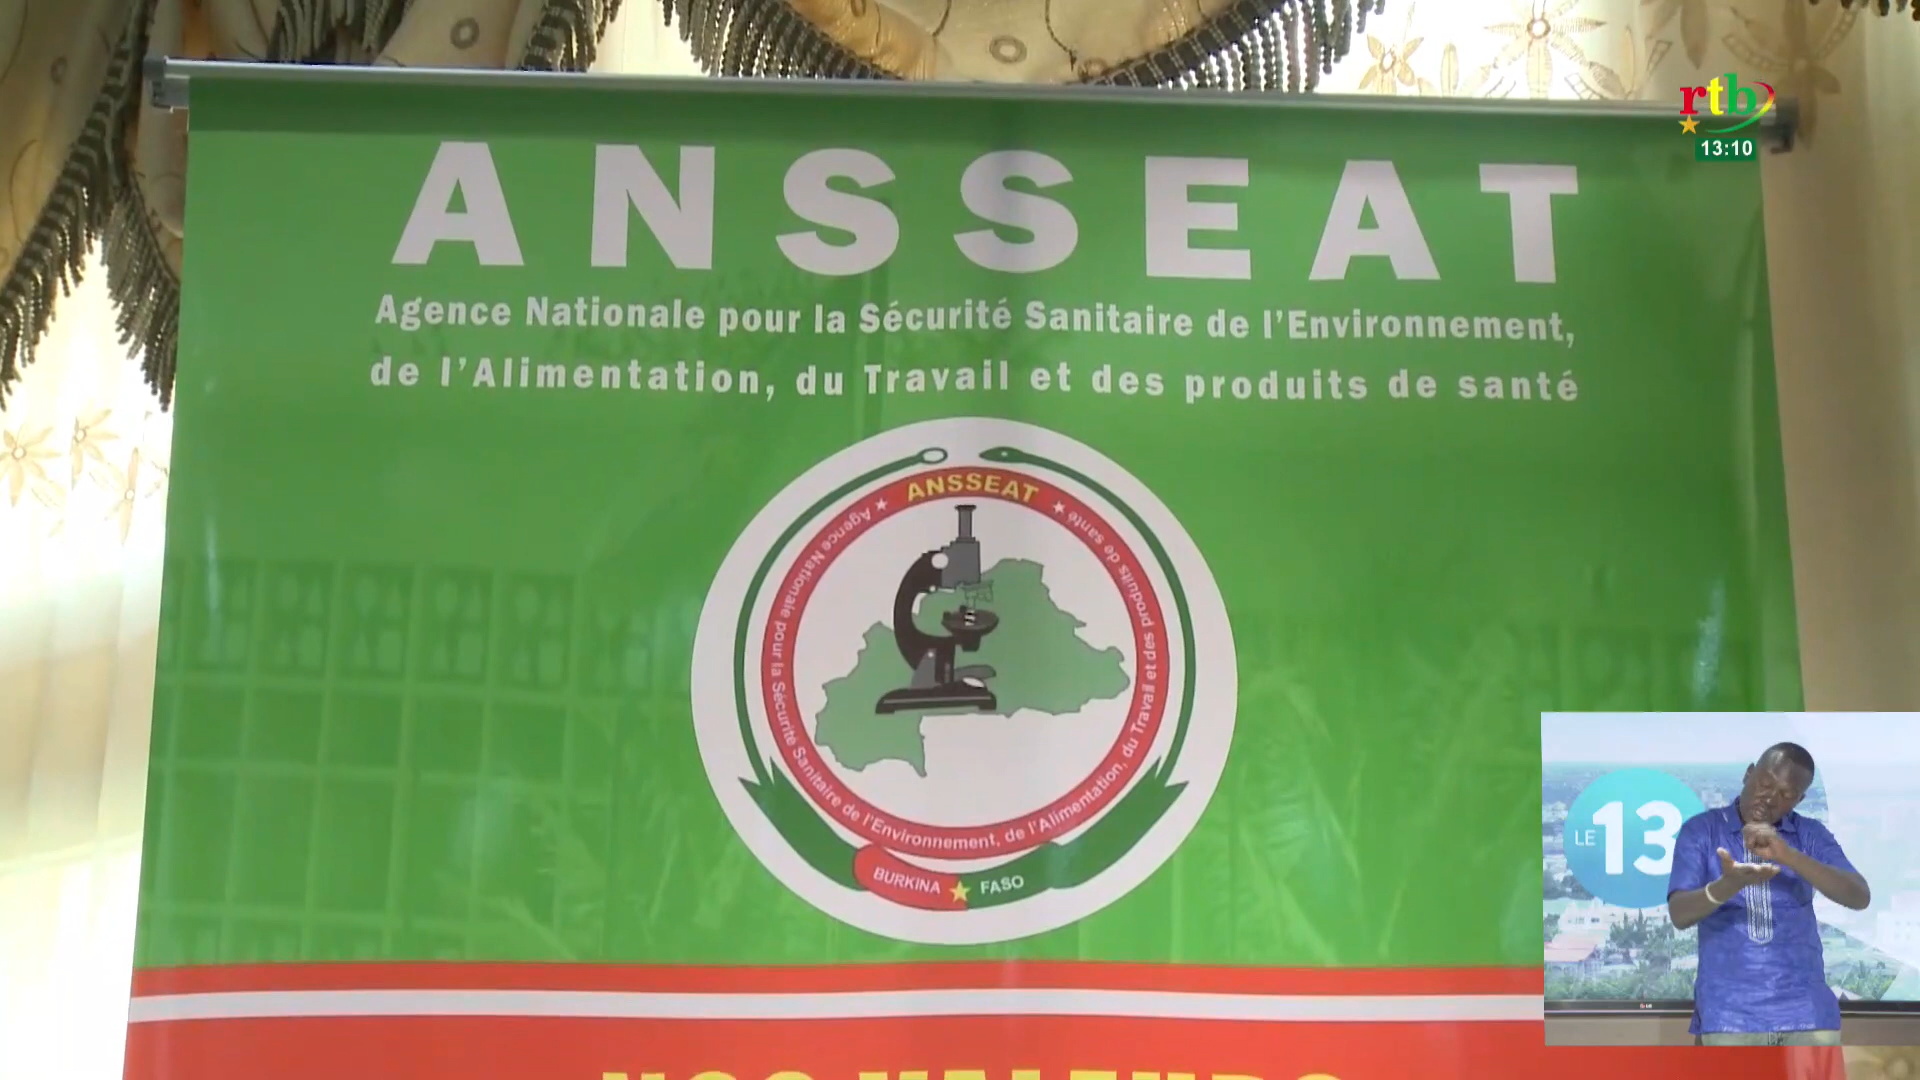 rtb
13:10
ANSSEAT
Agence Nationale pour la Sécurité Sanitaire de l'Environnement,
de l'Alimentation, du Travail et des produits de santé
★ ANSSEAT ★
Agence Nationale pour la Sécurité Sanitaire de l'Environnement, de l'Alimentation, du Travail et des produits de santé
BURKINA ★ FASO
LE 13
NOS VALEURS